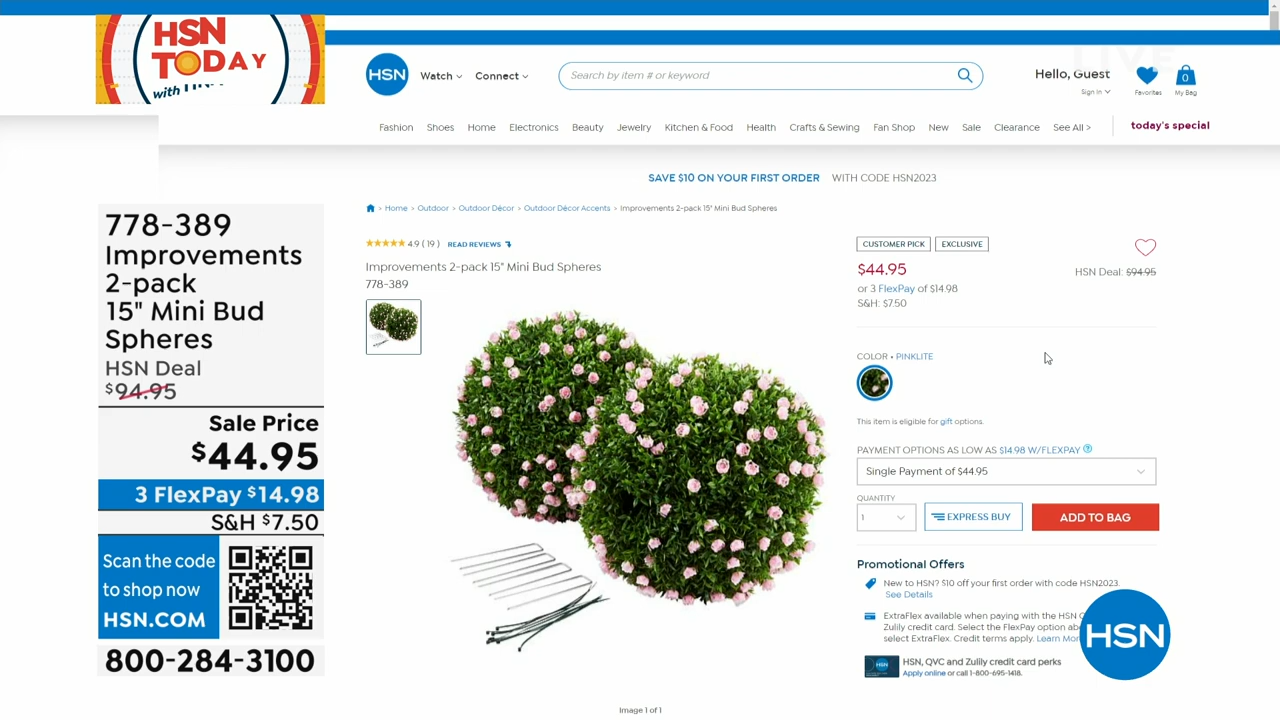 HSN
TODAY
with
LIVE
HSN
Watch
Connect
Search by item # or keyword
Hello, Guest
Sign In
Favorites
0
My Bag
Fashion
Shoes
Home
Electronics
Beauty
Jewelry
Kitchen & Food
Health
Crafts & Sewing
Fan Shop
New
Sale
Clearance
See All >
today's special
SAVE $10 ON YOUR FIRST ORDER WITH CODE HSN2023
Home > Outdoor > Outdoor Décor > Outdoor Décor Accents > Improvements 2-pack 15" Mini Bud Spheres
778-389
Improvements
2-pack
15" Mini Bud
Spheres
HSN Deal
$94.95
Sale Price
$44.95
3 FlexPay $14.98
S&H $7.50
Scan the code
to shop now
HSN.COM
800-284-3100
4.9 ( 19 ) READ REVIEWS
Improvements 2-pack 15" Mini Bud Spheres
778-389
Image 1 of 1
CUSTOMER PICK
EXCLUSIVE
$44.95
HSN Deal: $94.95
or 3 FlexPay of $14.98
S&H: $7.50
COLOR • PINKLITE
This item is eligible for gift options.
PAYMENT OPTIONS AS LOW AS $14.98 W/FLEXPAY
Single Payment of $44.95
QUANTITY
1
EXPRESS BUY
ADD TO BAG
Promotional Offers
New to HSN? $10 off your first order with code HSN2023.
See Details
ExtraFlex available when paying with the HSN
Zulily credit card. Select the FlexPay option
select ExtraFlex. Credit terms apply. Learn
HSN
HSN
HSN, QVC and Zulily credit card perks
Apply online or call 1-800-695-1418.